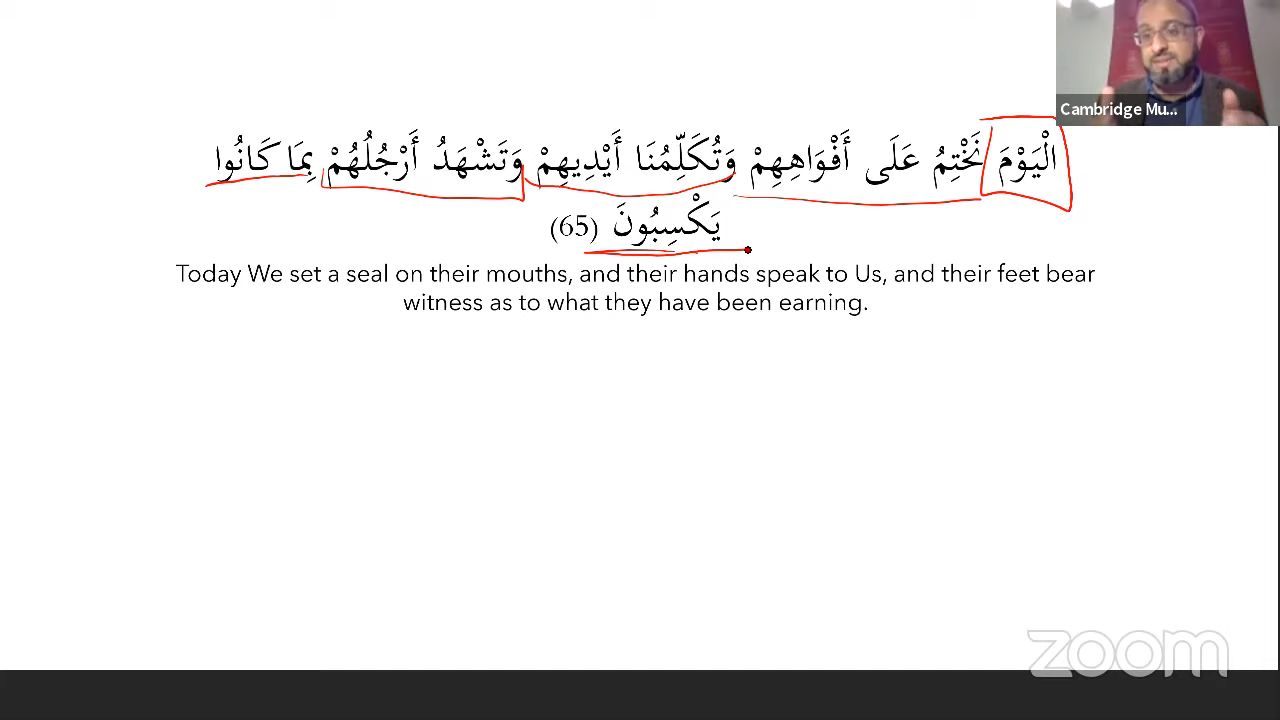 Cambridge Mu...
الْيَوْمَ نَخْتِمُ عَلَى أَفْوَاهِهِمْ وَتُكَلِّمُنَا أَيْدِيهِمْ وَتَشْهَدُ أَرْجُلُهُمْ بِمَا كَانُوا
يَكْسِبُونَ (65)
Today We set a seal on their mouths, and their hands speak to Us, and their feet bear
witness as to what they have been earning.
zoom